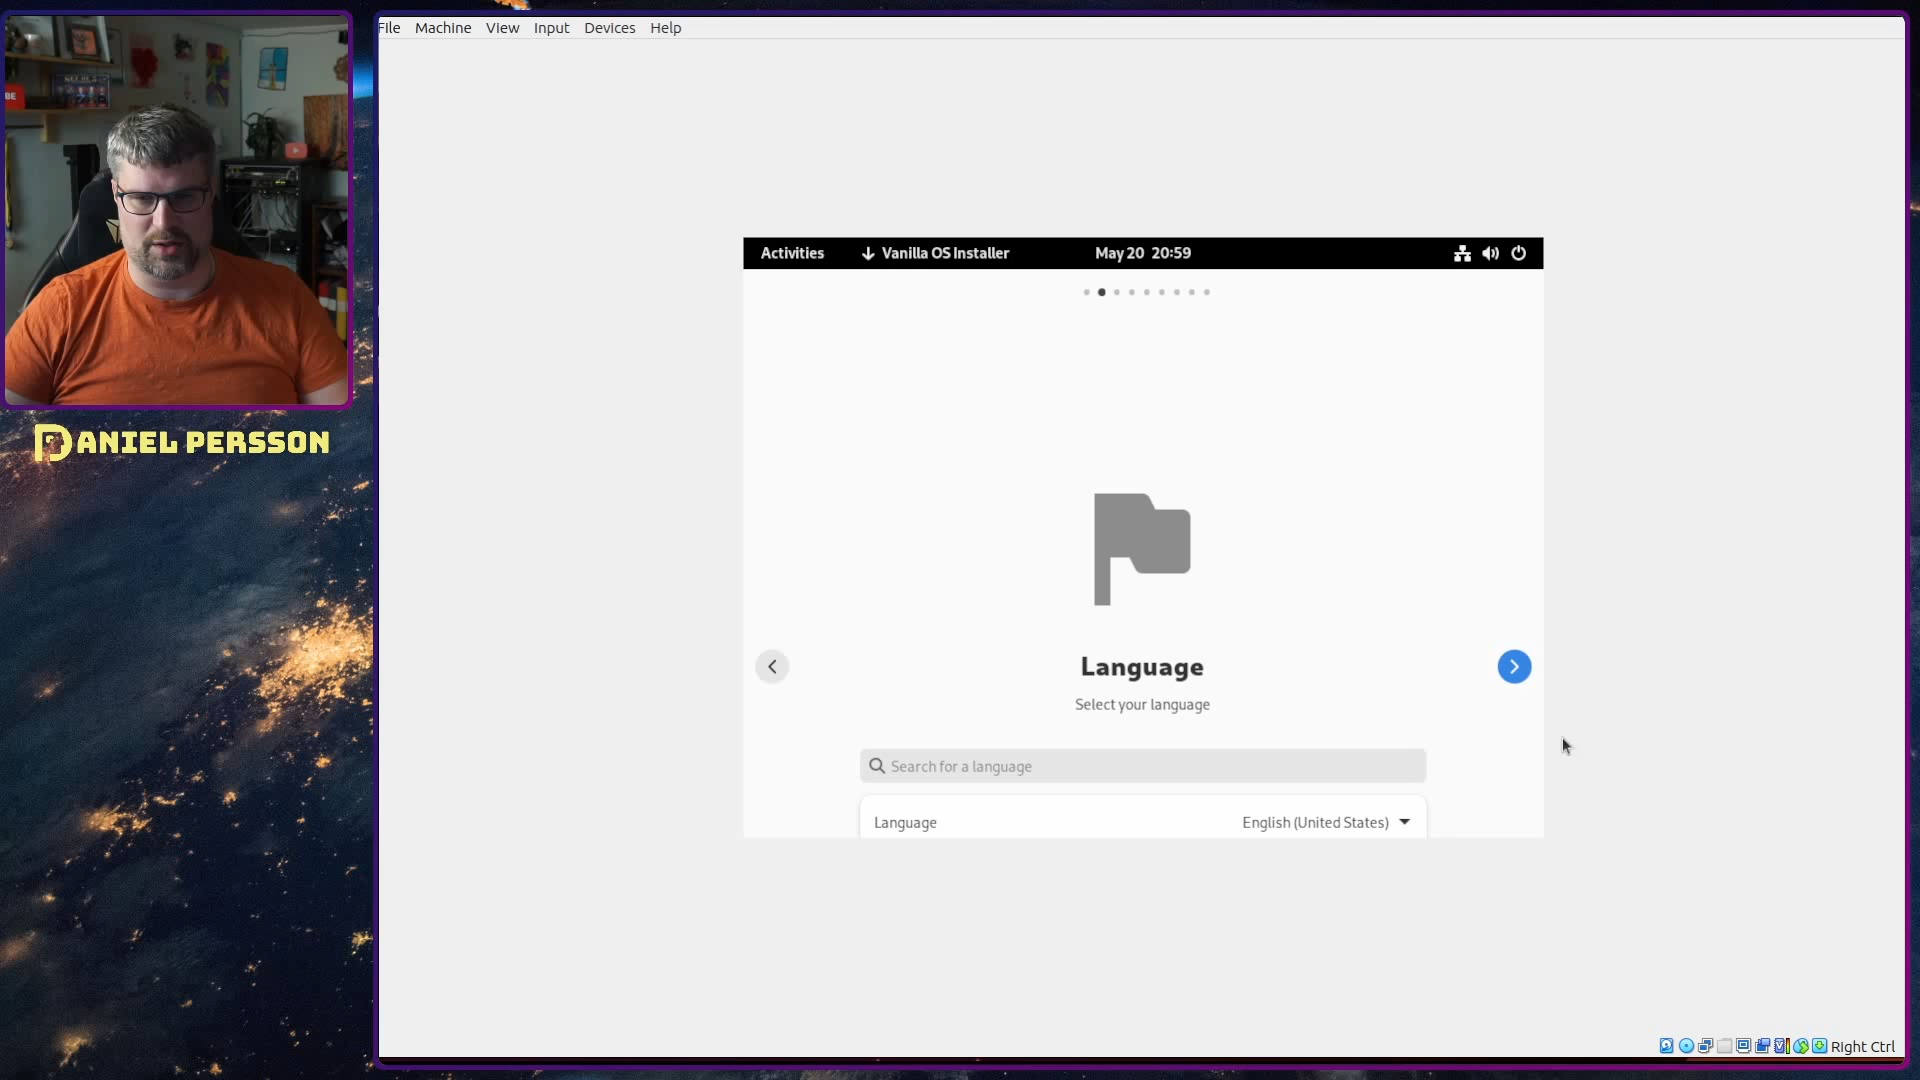 File Machine View Input Devices Help
Activities Vanilla OS Installer May 20 20:59
Language
Select your language
Search for a language
Language English (United States)
DANIEL PERSSON
Right Ctrl